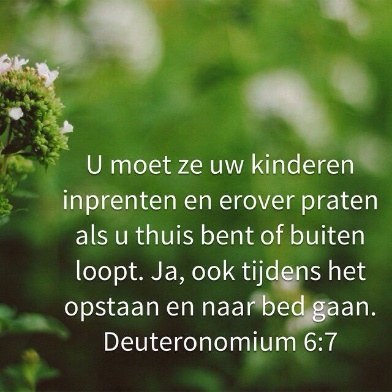 U moet ze uw kinderen
inprenten en erover praten
als u thuis bent of buiten
loopt. Ja, ook tijdens het
opstaan en naar bed gaan.
Deuteronomium 6:7